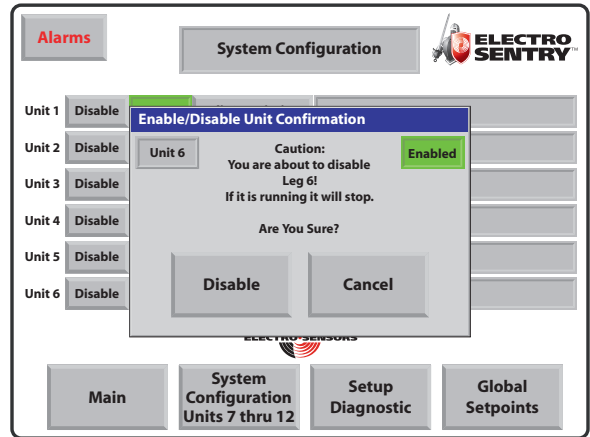 Alarms
System Configuration
ELECTRO
SENTRY™
Unit 1 Disable
Enable/Disable Unit Confirmation
Unit 2 Disable
Unit 6
Caution:
You are about to disable
Leg 6!
If it is running it will stop.
Are You Sure?
Enabled
Unit 3 Disable
Unit 4 Disable
Unit 5 Disable
Unit 6 Disable
Disable
Cancel
ELECTRO-SENSORS
Main
System
Configuration
Units 7 thru 12
Setup
Diagnostic
Global
Setpoints